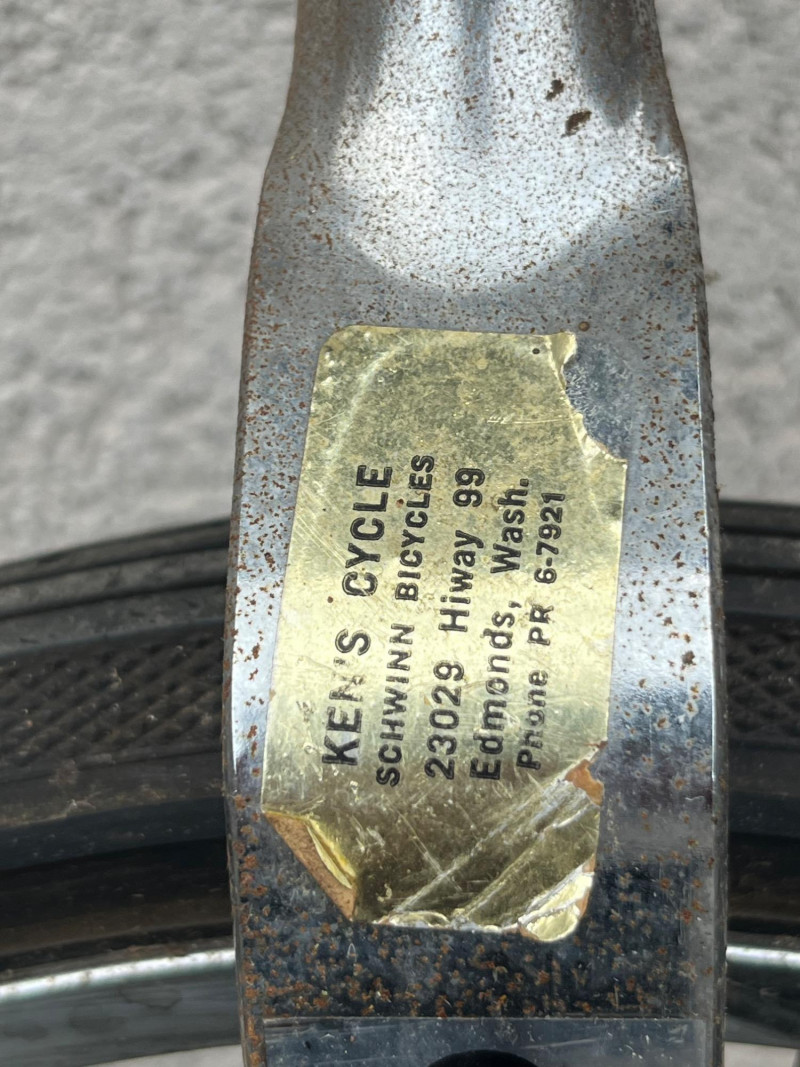 KEN'S CYCLE
SCHWINN BICYCLES
23029 Hiway 99
Edmonds, Wash.
Phone PR 6-7921